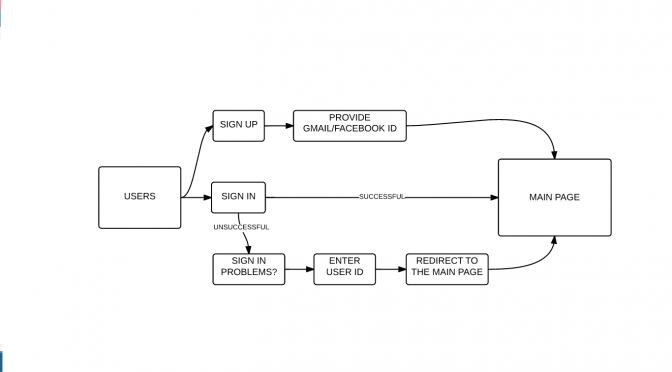 PROVIDE
GMAIL/FACEBOOK ID
SIGN UP
USERS
SIGN IN
SUCCESSFUL
MAIN PAGE
UNSUCCESSFUL
SIGN IN
PROBLEMS?
ENTER
USER ID
REDIRECT TO
THE MAIN PAGE